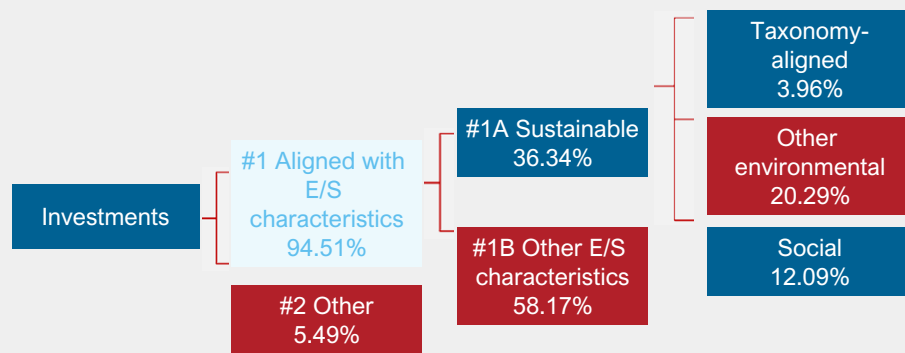 Investments
#1 Aligned with
E/S
characteristics
94.51%
#2 Other
5.49%
#1A Sustainable
36.34%
#1B Other E/S
characteristics
58.17%
Taxonomy-
aligned
3.96%
Other
environmental
20.29%
Social
12.09%